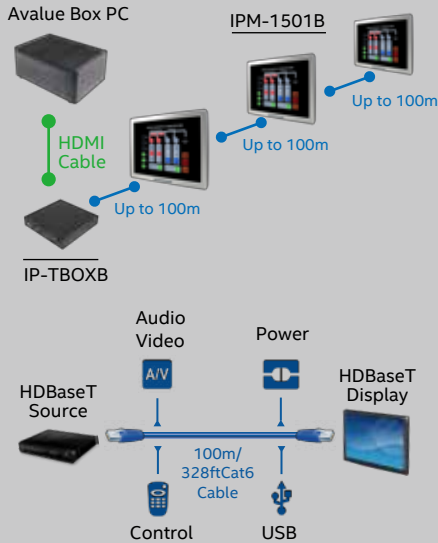 Avalue Box PC
IPM-1501B
Up to 100m
Up to 100m
HDMI
Cable
Up to 100m
IP-TBOXB
Audio
Video
Power
A/V
HDBaseT
Source
HDBaseT
Display
100m/
328ftCat6
Cable
Control
USB